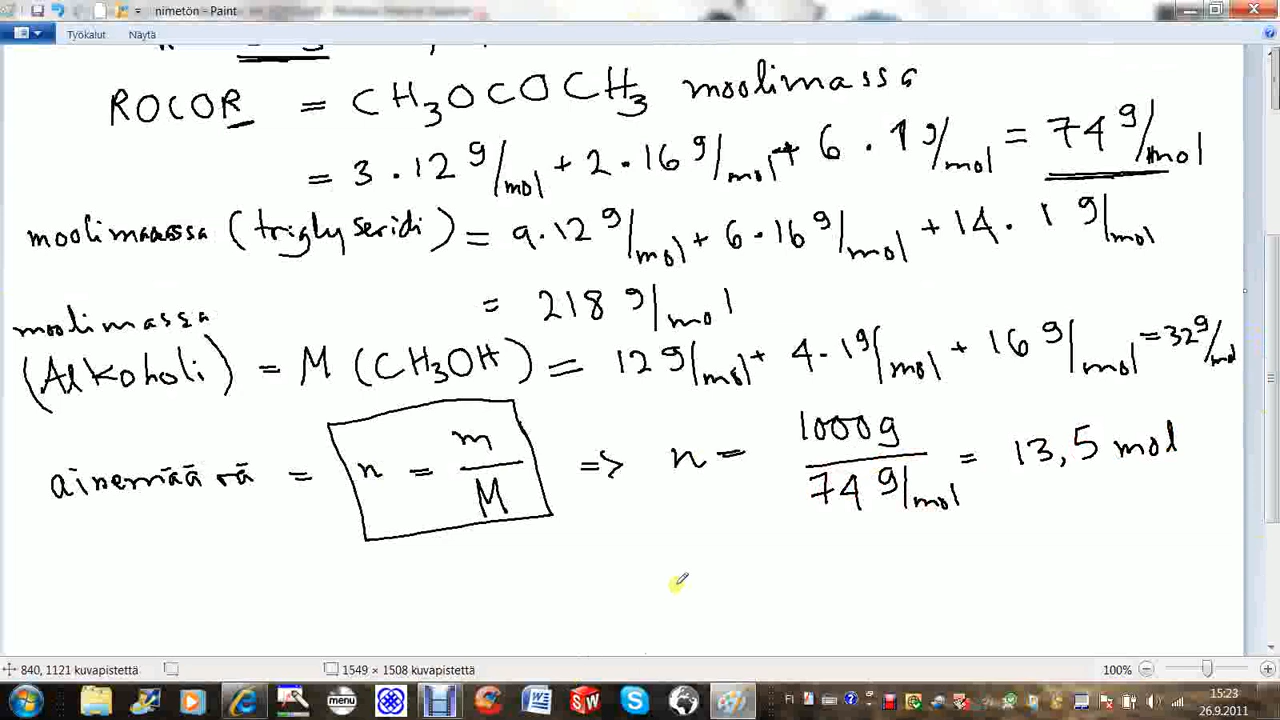 nimetön - Paint
Työkalut Näytä
ROCOR = CH3OCOCH3 moolimassa
= 3 · 12 g/mol + 2 · 16 g/mol + 6 · 1 g/mol = 74 g/mol
moolimassa (triglyseridi) = 9 · 12 g/mol + 6 · 16 g/mol + 14 · 1 g/mol
= 218 g/mol
moolimassa
(Alkoholi) = M (CH3OH) = 12 g/mol + 4 · 1 g/mol + 16 g/mol = 32 g/mol
ainemäärä = n = m/M => n = 1000g / 74 g/mol = 13,5 mol
840, 1121 kuvapistettä 1549 × 1508 kuvapistettä 100%
menu FI 15:23
26.9.2011